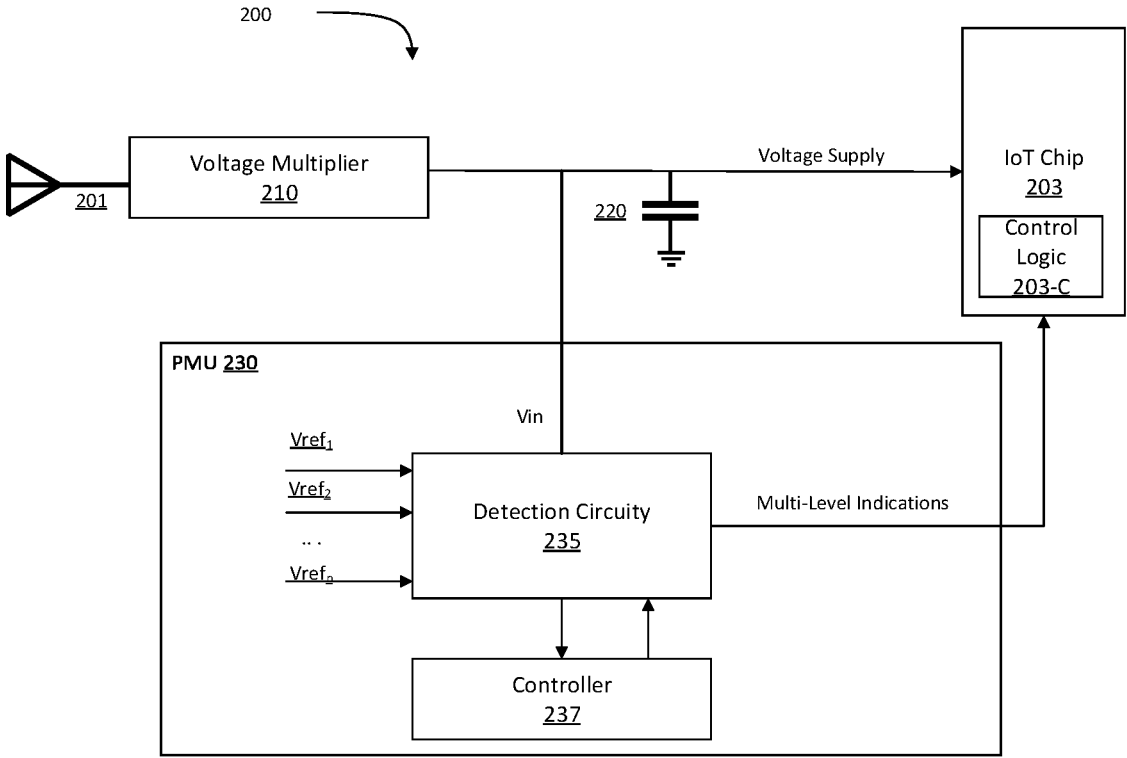 200
Voltage Multiplier
210
201
Voltage Supply
220
IoT Chip
203
Control
Logic
203-C
PMU 230
Vin
Vref1
Vref2
...
Vrefn
Detection Circuity
235
Multi-Level Indications
Controller
237